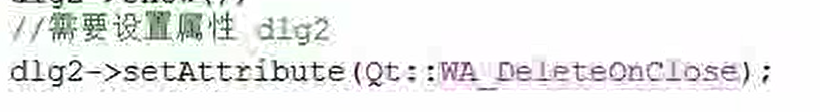 //需要设置属性 dlg2
dlg2->setAttribute(Qt::WA_DeleteOnClose);